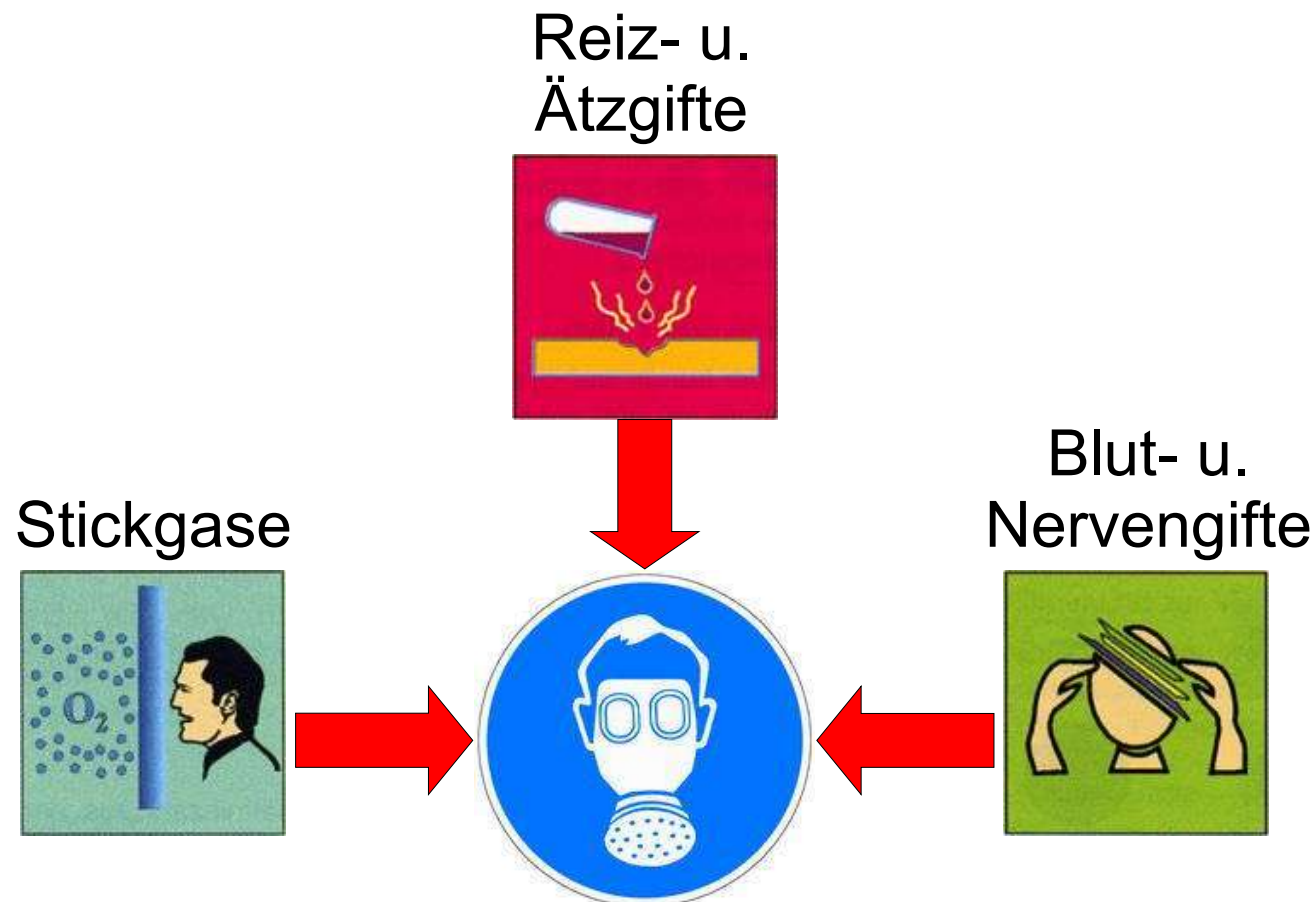 Reiz- u.
Ätzgifte
Blut- u.
Nervengifte
Stickgase
O₂